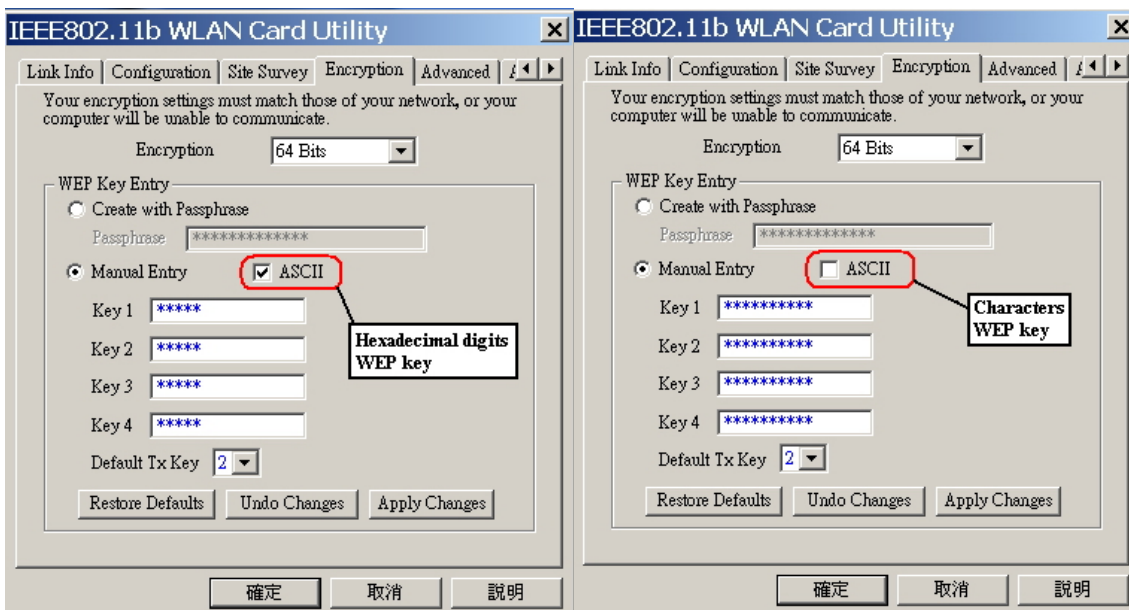 IEEE802.11b WLAN Card Utility
Link Info Configuration Site Survey Encryption Advanced
Your encryption settings must match those of your network, or your
computer will be unable to communicate.
Encryption 64 Bits
WEP Key Entry
Create with Passphrase
Passphrase *************
Manual Entry ASCII
Key 1 *****
Key 2 *****
Key 3 *****
Key 4 *****
Hexadecimal digits
WEP key
Default Tx Key 2
Restore Defaults Undo Changes Apply Changes
確定 取消 説明
IEEE802.11b WLAN Card Utility
Link Info Configuration Site Survey Encryption Advanced
Your encryption settings must match those of your network, or your
computer will be unable to communicate.
Encryption 64 Bits
WEP Key Entry
Create with Passphrase
Passphrase *************
Manual Entry ASCII
Key 1 **********
Key 2 **********
Key 3 **********
Key 4 **********
Characters
WEP key
Default Tx Key 2
Restore Defaults Undo Changes Apply Changes
確定 取消 説明